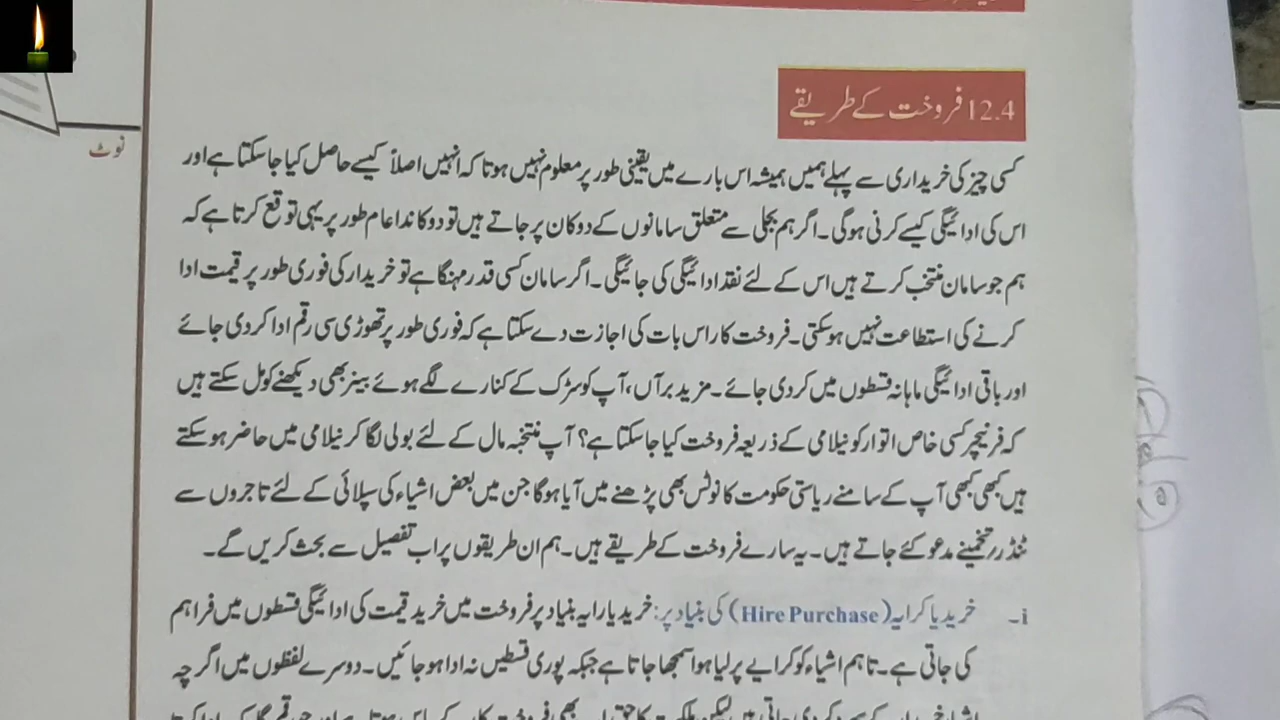 12.4 فروخت کے طریقے
نوٹ
کسی چیز کی خریداری سے پہلے ہمیں ہمیشہ اس بارے میں یقینی طور پر معلوم نہیں ہوتا کہ انہیں اصلاً کیسے حاصل کیا جا سکتا ہے اور
اس کی ادائیگی کیسے کرنی ہوگی۔ اگر ہم بجلی سے متعلق سامانوں کے دوکان پر جاتے ہیں تو دوکاندار عام طور پر یہی توقع کرتا ہے کہ
ہم جو سامان منتخب کرتے ہیں اس کے لئے نقد ادائیگی کی جائیگی۔ اگر سامان کسی قدر مہنگا ہے تو خریدار کی فوری طور پر قیمت ادا
کرنے کی استطاعت نہیں ہوسکتی۔ فروخت کار اس بات کی اجازت دے سکتا ہے کہ فوری طور پر تھوڑی سی رقم ادا کردی جائے
اور باقی ادائیگی ماہانہ قسطوں میں کردی جائے۔ مزید برآں، آپ کو سڑک کے کنارے لگے ہوئے بینر بھی دیکھنے کو مل سکتے ہیں
کہ فرنیچر کسی خاص اتوار کو نیلامی کے ذریعہ فروخت کیا جا سکتا ہے؟ آپ منتخبہ مال کے لئے بولی لگا کر نیلامی میں حاضر ہو سکتے
ہیں کبھی کبھی آپ کے سامنے ریاستی حکومت کا نوٹس بھی پڑھنے میں آیا ہوگا جن میں بعض اشیاء کی سپلائی کے لئے تاجروں سے
ٹنڈر/تخمینے مدعو کئے جاتے ہیں۔ یہ سارے فروخت کے طریقے ہیں۔ ہم ان طریقوں پر اب تفصیل سے بحث کریں گے۔
i۔ خرید یا کرایہ (Hire Purchase) کی بنیاد پر: خرید یا رایہ بنیاد پر فروخت میں خرید قیمت کی ادائیگی قسطوں میں فراہم
کی جاتی ہے۔ تاہم اشیاء کو کرایے پر لیا ہوا سمجھا جاتا ہے جبکہ پوری قسطیں نہ ادا ہو جائیں۔ دوسرے لفظوں میں اگر چہ